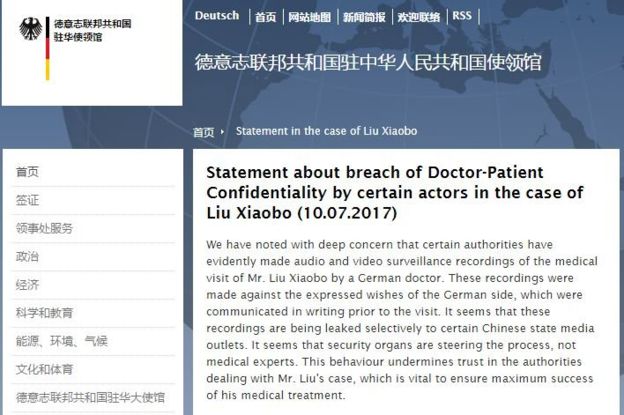 德意志联邦共和国
驻华使领馆
Deutsch | 首页 | 网站地图 | 新闻简报 | 欢迎联络 | RSS |
德意志联邦共和国驻中华人民共和国使领馆
首页 ▸ Statement in the case of Liu Xiaobo
首页
签证
领事处服务
政治
经济
科学和教育
能源、环境、气候
文化和体育
德意志联邦共和国驻华大使馆
Statement about breach of Doctor-Patient
Confidentiality by certain actors in the case of
Liu Xiaobo (10.07.2017)
We have noted with deep concern that certain authorities have
evidently made audio and video surveillance recordings of the medical
visit of Mr. Liu Xiaobo by a German doctor. These recordings were
made against the expressed wishes of the German side, which were
communicated in writing prior to the visit. It seems that these
recordings are being leaked selectively to certain Chinese state media
outlets. It seems that security organs are steering the process, not
medical experts. This behaviour undermines trust in the authorities
dealing with Mr. Liu's case, which is vital to ensure maximum success
of his medical treatment.